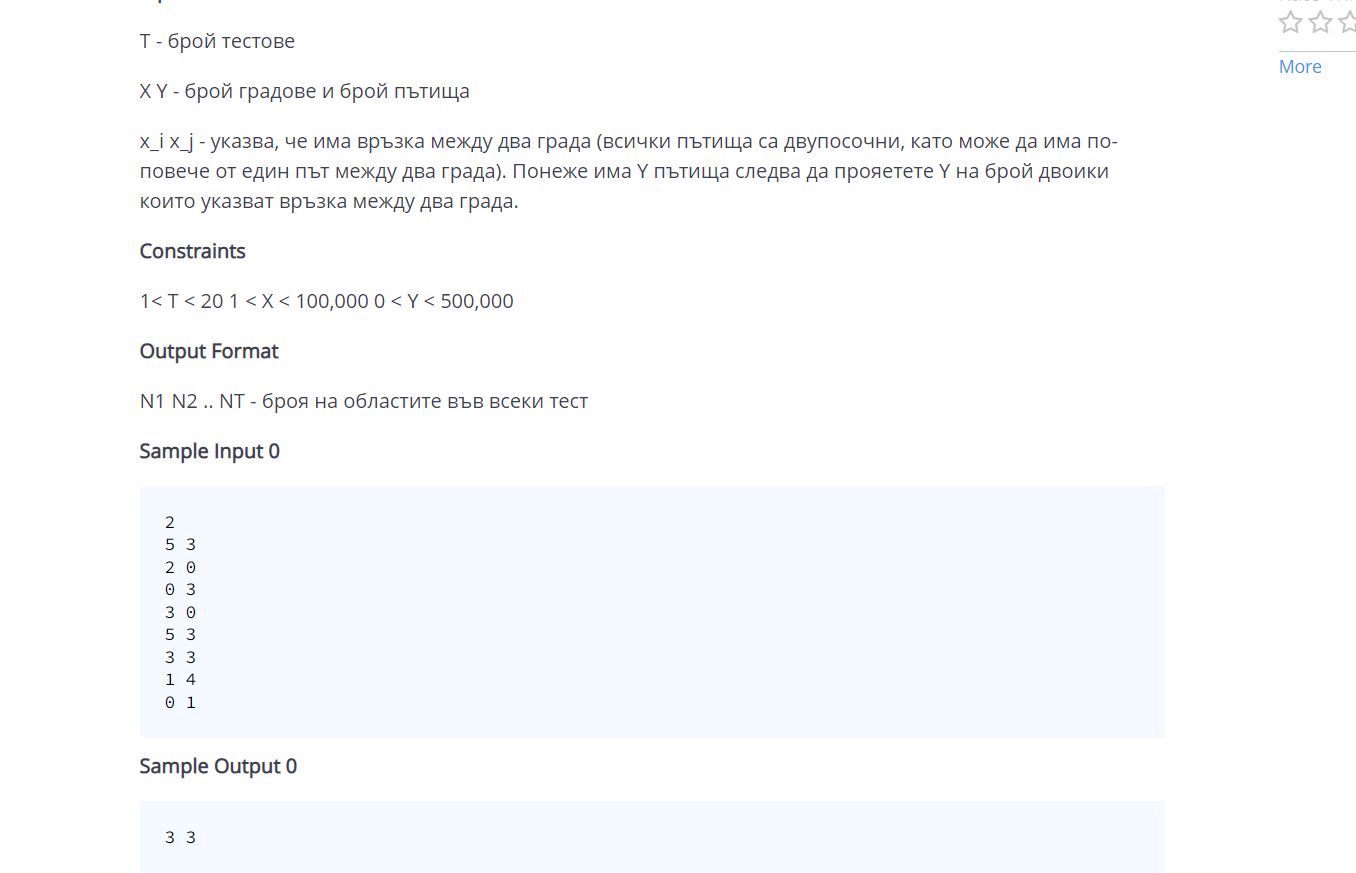 T - брой тестове
X Y - брой градове и брой пътища
x_i x_j - указва, че има връзка между два града (всички пътища са двупосочни, като може да има по-
повече от един път между два града). Понеже има Y пътища следва да прояетете Y на брой двоики
които указват връзка между два града.
Constraints
1< T < 20 1 < X < 100,000 0 < Y < 500,000
Output Format
N1 N2 .. NT - броя на областите във всеки тест
Sample Input 0
2
5 3
2 0
0 3
3 0
5 3
3 3
1 4
0 1
Sample Output 0
3 3
More